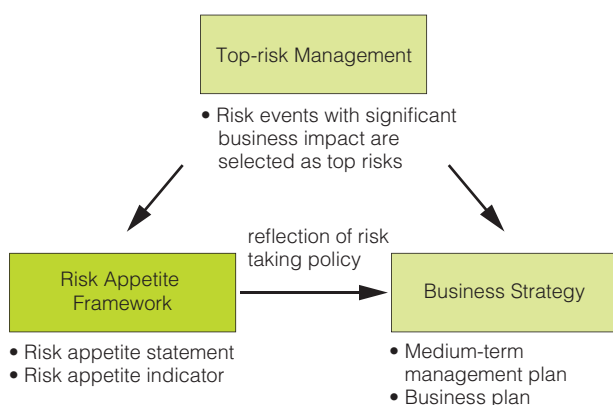 Top-risk Management
• Risk events with significant
business impact are
selected as top risks
reflection of risk
taking policy
Risk Appetite
Framework
Business Strategy
• Risk appetite statement
• Risk appetite indicator
• Medium-term
management plan
• Business plan